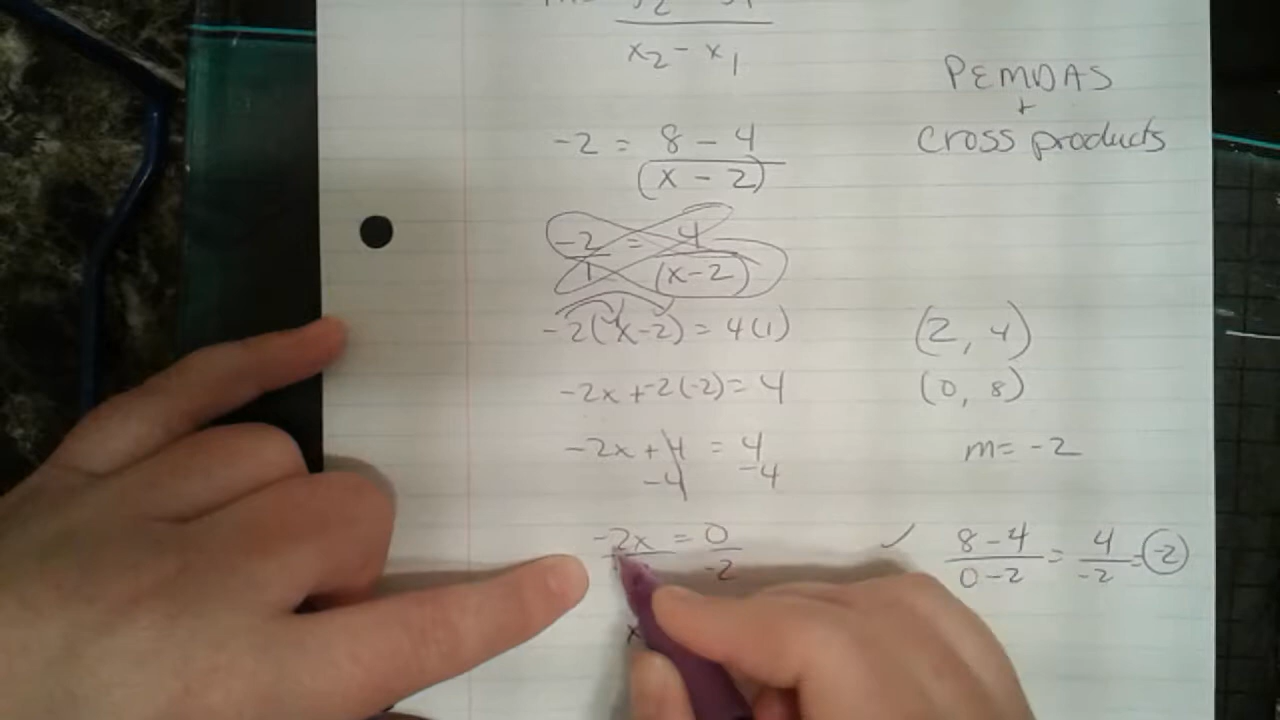 x₂ - x₁
PEMDAS
+
Cross products
-2 = 8 - 4
(x - 2)
-2 = 4
1 (x-2)
-2(x-2) = 4(1)
-2x + -2(-2) = 4
-2x + 4 = 4
-4 -4
-2x = 0
-2
x
(2, 4)
(0, 8)
m = -2
✓ 8 - 4 = 4 = -2
0 - 2 -2